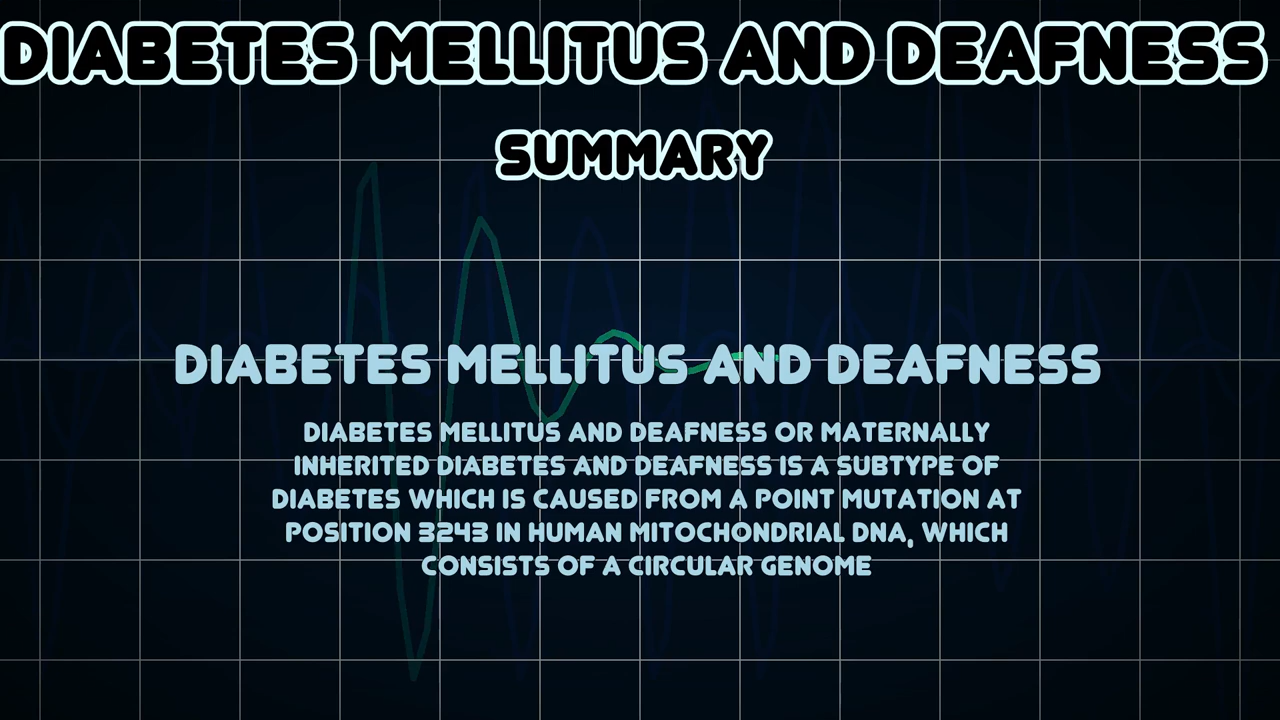 DIABETES MELLITUS AND DEAFNESS
SUMMARY
DIABETES MELLITUS AND DEAFNESS
DIABETES MELLITUS AND DEAFNESS OR MATERNALLY
INHERITED DIABETES AND DEAFNESS IS A SUBTYPE OF
DIABETES WHICH IS CAUSED FROM A POINT MUTATION AT
POSITION 3243 IN HUMAN MITOCHONDRIAL DNA, WHICH
CONSISTS OF A CIRCULAR GENOME